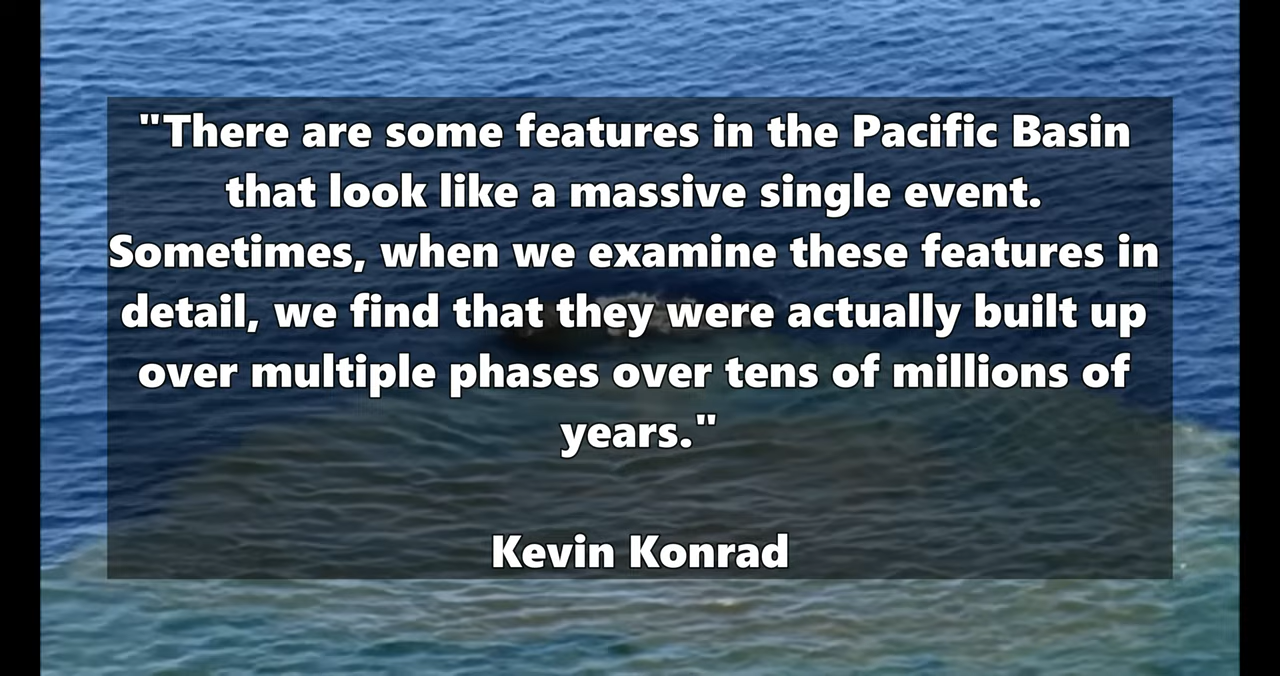 "There are some features in the Pacific Basin
that look like a massive single event.
Sometimes, when we examine these features in
detail, we find that they were actually built up
over multiple phases over tens of millions of
years."
Kevin Konrad